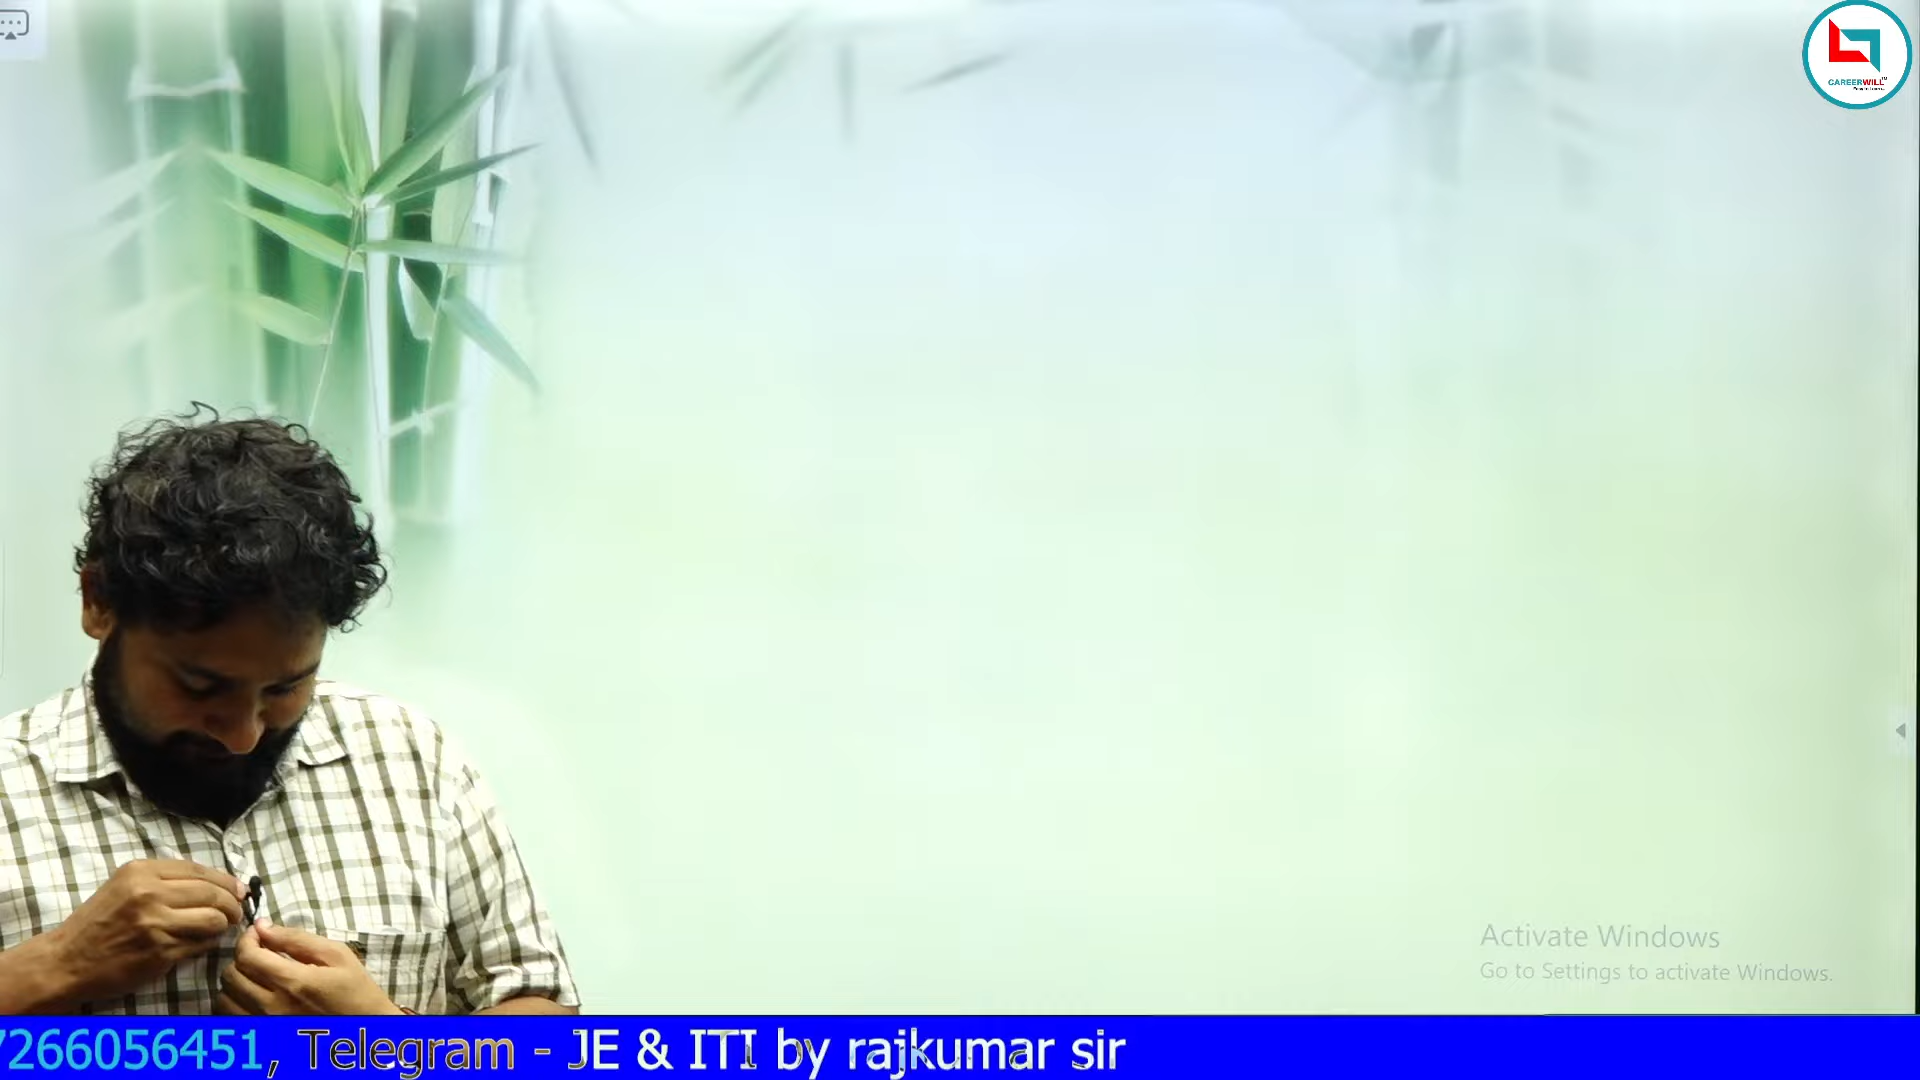 CAREERWILL
Activate Windows
Go to Settings to activate Windows.
7266056451, Telegram - JE & ITI by rajkumar sir